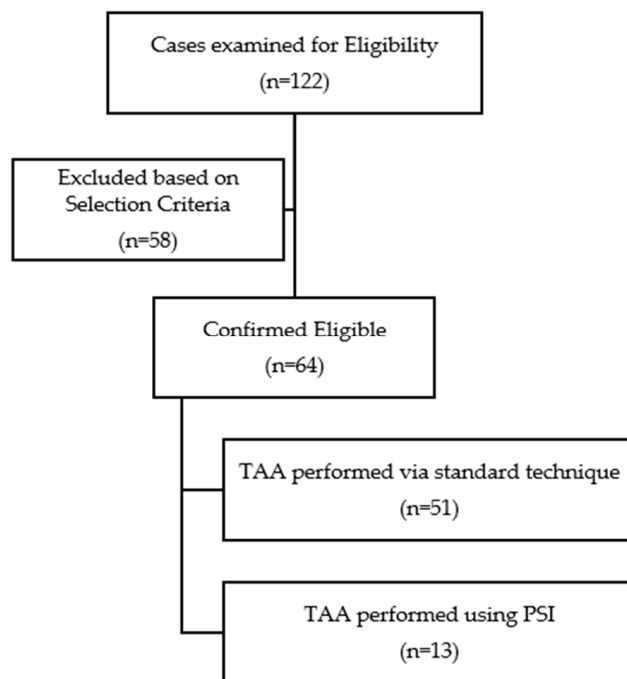 Cases examined for Eligibility
(n=122)
Excluded based on
Selection Criteria
(n=58)
Confirmed Eligible
(n=64)
TAA performed via standard technique
(n=51)
TAA performed using PSI
(n=13)